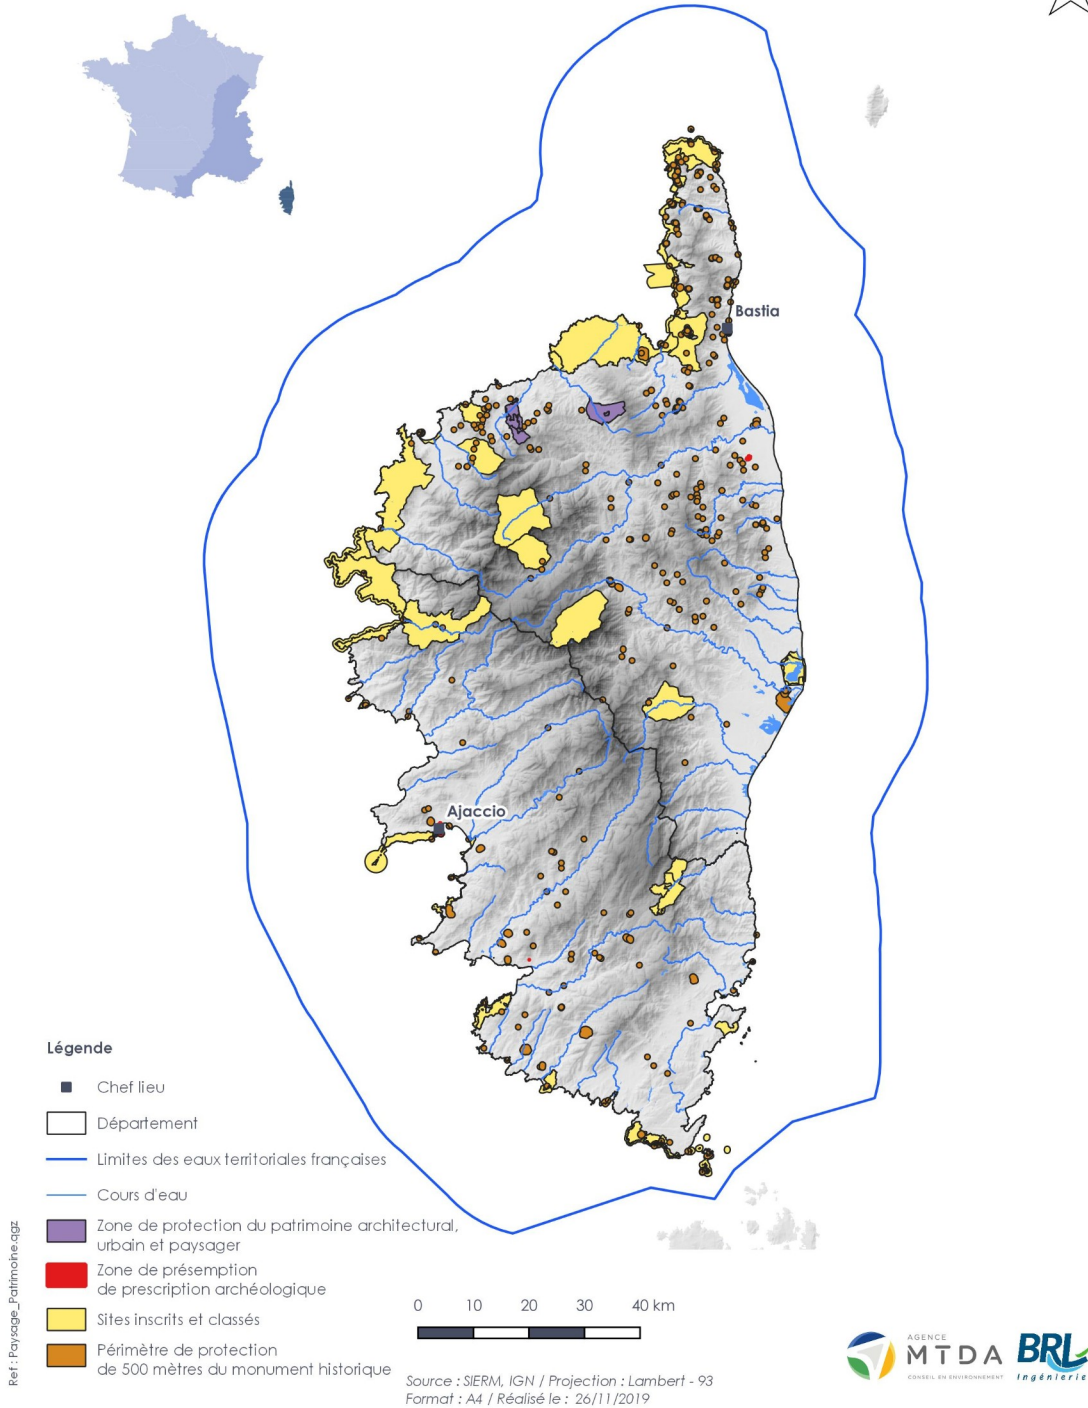 Bastia
Ajaccio
Légende
Chef lieu
Département
Limites des eaux territoriales françaises
Cours d'eau
Zone de protection du patrimoine architectural,
urbain et paysager
Zone de présemption
de prescription archéologique
Sites inscrits et classés
Périmètre de protection
de 500 mètres du monument historique
Ref : Paysage_Patrimoine.qgz
0 10 20 30 40 km
Source : SIERM, IGN / Projection : Lambert - 93
Format : A4 / Réalisé le : 26/11/2019
AGENCE
MTDA
CONSEIL EN ENVIRONNEMENT
BRL
Ingénierie